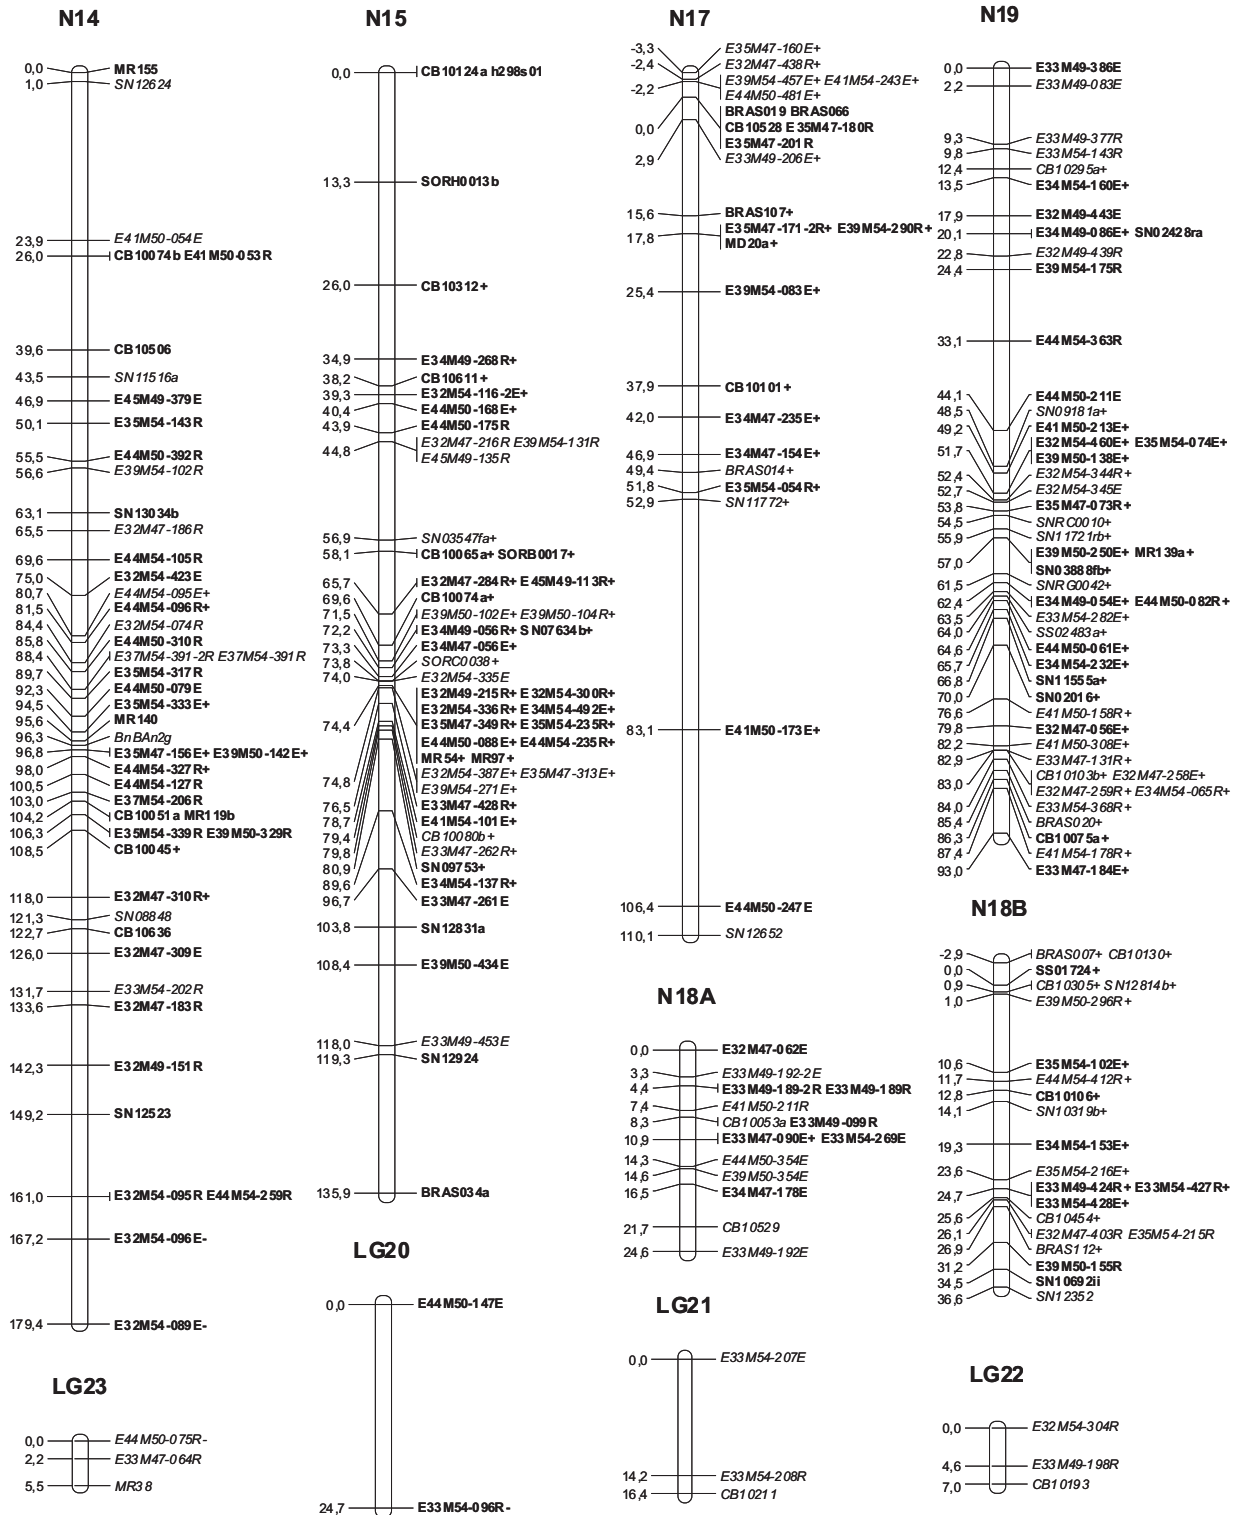 N14
0,0 MR155
1,0 SN12624
23,9 E41M50-054E
26,0 CB10074b E41M50-053R
39,6 CB10506
43,5 SN11516a
46,9 E45M49-379E
50,1 E35M54-143R
55,5 E44M50-392R
56,6 E39M54-102R
63,1 SN13034b
65,5 E32M47-186R
69,6 E44M54-105R
75,0 E32M54-423E
80,7 E44M54-095E+
81,5 E44M54-096R+
84,4 E32M54-074R
85,8 E44M50-310R
88,4 E37M54-391-2R E37M54-391R
89,7 E35M54-317R
92,3 E44M50-079E
94,5 E35M54-333E+
95,6 MR140
96,3 BnBAn2g
96,8 E35M47-156E+ E39M50-142E+
98,0 E44M54-327R+
100,5 E44M54-127R
103,0 E37M54-206R
104,2 CB10051a MR119b
106,3 E35M54-339R E39M50-329R
108,5 CB10045+
118,0 E32M47-310R+
121,3 SN08848
122,7 CB10636
126,0 E32M47-309E
131,7 E33M54-202R
133,6 E32M47-183R
142,3 E32M49-151R
149,2 SN12523
161,0 E32M54-095R E44M54-259R
167,2 E32M54-096E-
179,4 E32M54-089E-
LG23
0,0 E44M50-075R-
2,2 E33M47-064R
5,5 MR38
N15
0,0 CB10124a h298s01
13,3 SORH0013b
26,0 CB10312+
34,9 E34M49-268R+
38,2 CB10611+
39,3 E32M54-116-2E+
40,4 E44M50-168E+
43,9 E44M50-175R
44,8 E32M47-216R E39M54-131R
E45M49-135R
56,9 SN03547fa+
58,1 CB10065a+ SORB0017+
65,7 E32M47-284R+ E45M49-113R+
69,6 CB10074a+
71,5 E39M50-102E+ E39M50-104R+
72,2 E34M49-056R+ SN07634b+
73,3 E34M47-056E+
73,8 SORC0038+
74,0 E32M54-335E
E32M49-215R+ E32M54-300R+
E32M54-336R+ E34M54-492E+
74,4 E35M47-349R+ E35M54-235R+
E44M50-088E+ E44M54-235R+
MR54+ MR97+
74,8 E32M54-387E+ E35M47-313E+
E39M54-271E+
76,5 E33M47-428R+
78,7 E41M54-101E+
79,4 CB10080b+
79,8 E33M47-262R+
80,9 SN09753+
89,6 E34M54-137R+
96,7 E33M47-261E
103,8 SN12831a
108,4 E39M50-434E
118,0 E33M49-453E
119,3 SN12924
135,9 BRAS034a
LG20
0,0 E44M50-147E
24,7 E33M54-096R-
N17
-3,3 E35M47-160E+
-2,4 E32M47-438R+
-2,2 E39M54-457E+ E41M54-243E+
E44M50-481E+
BRAS019 BRAS066
0,0 CB10528 E35M47-180R
E35M47-201R
2,9 E33M49-206E+
15,6 BRAS107+
17,8 E35M47-171-2R+ E39M54-290R+
MD20a+
25,4 E39M54-083E+
37,9 CB10101+
42,0 E34M47-235E+
46,9 E34M47-154E+
49,4 BRAS014+
51,8 E35M54-054R+
52,9 SN11772+
83,1 E41M50-173E+
106,4 E44M50-247E
110,1 SN12652
N18A
0,0 E32M47-062E
3,3 E33M49-192-2E
4,4 E33M49-189-2R E33M49-189R
7,4 E41M50-211R
8,3 CB10053a E33M49-099R
10,9 E33M47-090E+ E33M54-269E
14,3 E44M50-354E
14,6 E39M50-354E
16,5 E34M47-178E
21,7 CB10529
24,6 E33M49-192E
LG21
0,0 E33M54-207E
14,2 E33M54-208R
16,4 CB10211
N19
0,0 E33M49-386E
2,2 E33M49-083E
9,3 E33M49-377R
9,8 E33M54-143R
12,4 CB10295a+
13,5 E34M54-160E+
17,9 E32M49-443E
20,1 E34M49-086E+ SN02428ra
22,8 E32M49-439R
24,4 E39M54-175R
33,1 E44M54-363R
44,1 E44M50-211E
48,5 SN09181a+
49,2 E41M50-213E+
51,7 E32M54-460E+ E35M54-074E+
E39M50-138E+
52,4 E32M54-344R+
52,7 E32M54-345E
53,8 E35M47-073R+
54,5 SNRC0010+
55,9 SN11721rb+
57,0 E39M50-250E+ MR139a+
SN03888fb+
61,5 SNRG0042+
62,4 E34M49-054E+ E44M50-082R+
63,5 E33M54-282E+
64,0 SS02483a+
64,6 E44M50-061E+
65,7 E34M54-232E+
66,8 SN11555a+
70,0 SN02016+
76,6 E41M50-158R+
79,8 E32M47-056E+
82,2 E41M50-308E+
82,9 E33M47-131R+
83,0 CB10103b+ E32M47-258E+
E32M47-259R+ E34M54-065R+
84,0 E33M54-368R+
85,4 BRAS020+
86,3 CB10075a+
87,4 E41M54-178R+
93,0 E33M47-184E+
N18B
-2,9 BRAS007+ CB10130+
0,0 SS01724+
0,9 CB10305+ SN12814b+
1,0 E39M50-296R+
10,6 E35M54-102E+
11,7 E44M54-412R+
12,8 CB10106+
14,1 SN10319b+
19,3 E34M54-153E+
23,6 E35M54-216E+
24,7 E33M49-424R+ E33M54-427R+
E33M54-428E+
25,6 CB10454+
26,1 E32M47-403R E35M54-215R
26,9 BRAS112+
31,2 E39M50-155R
34,5 SN10692ii
36,6 SN12352
LG22
0,0 E32M54-304R
4,6 E33M49-198R
7,0 CB10193